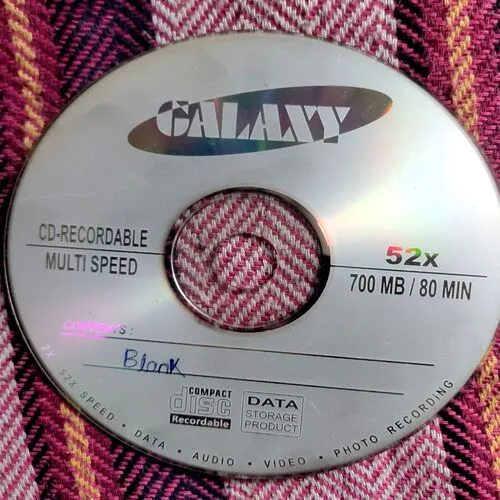 GALAXY
CD-RECORDABLE
MULTI SPEED
52x
700 MB / 80 MIN
CONTENTS :
Blank
COMPACT
disc
Recordable
DATA
STORAGE
PRODUCT
2X • 52X SPEED • DATA • AUDIO • VIDEO • PHOTO RECORDING